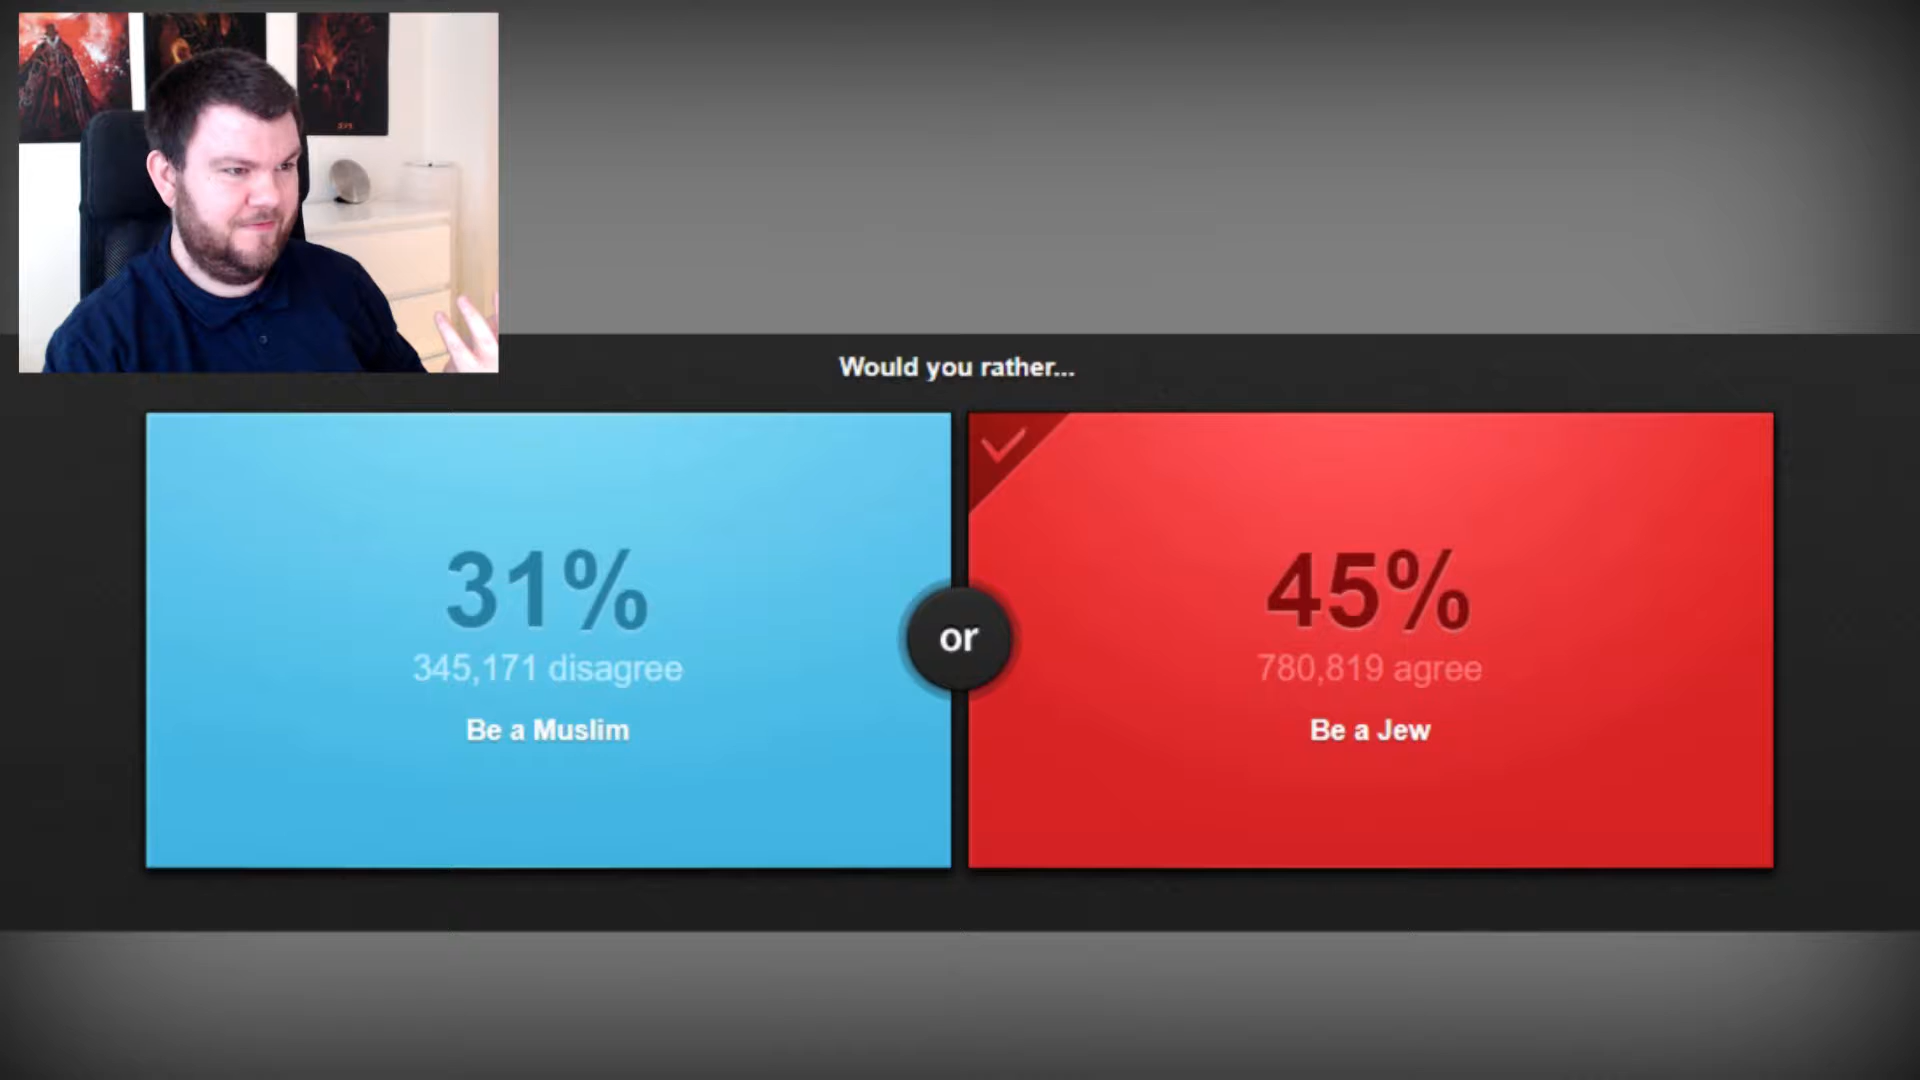 Would you rather...
31%
345,171 disagree
Be a Muslim
or
45%
780,819 agree
Be a Jew